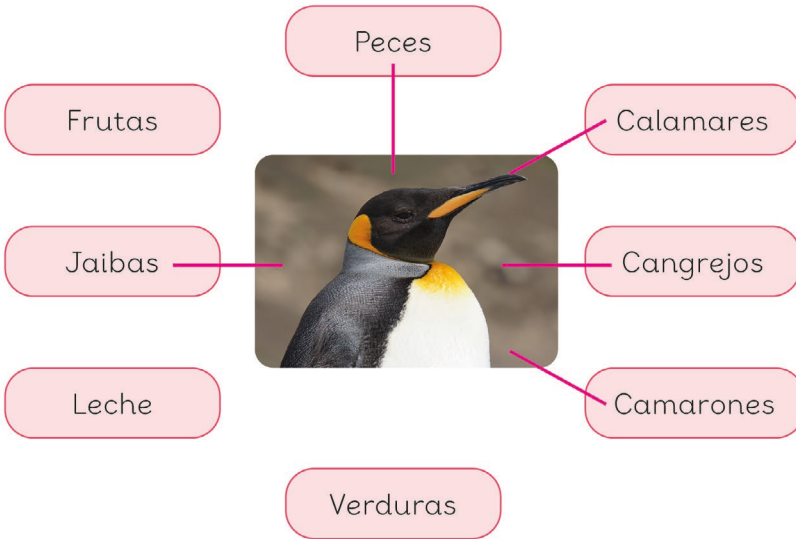 Peces
Frutas
Calamares
Jaibas
Cangrejos
Leche
Camarones
Verduras